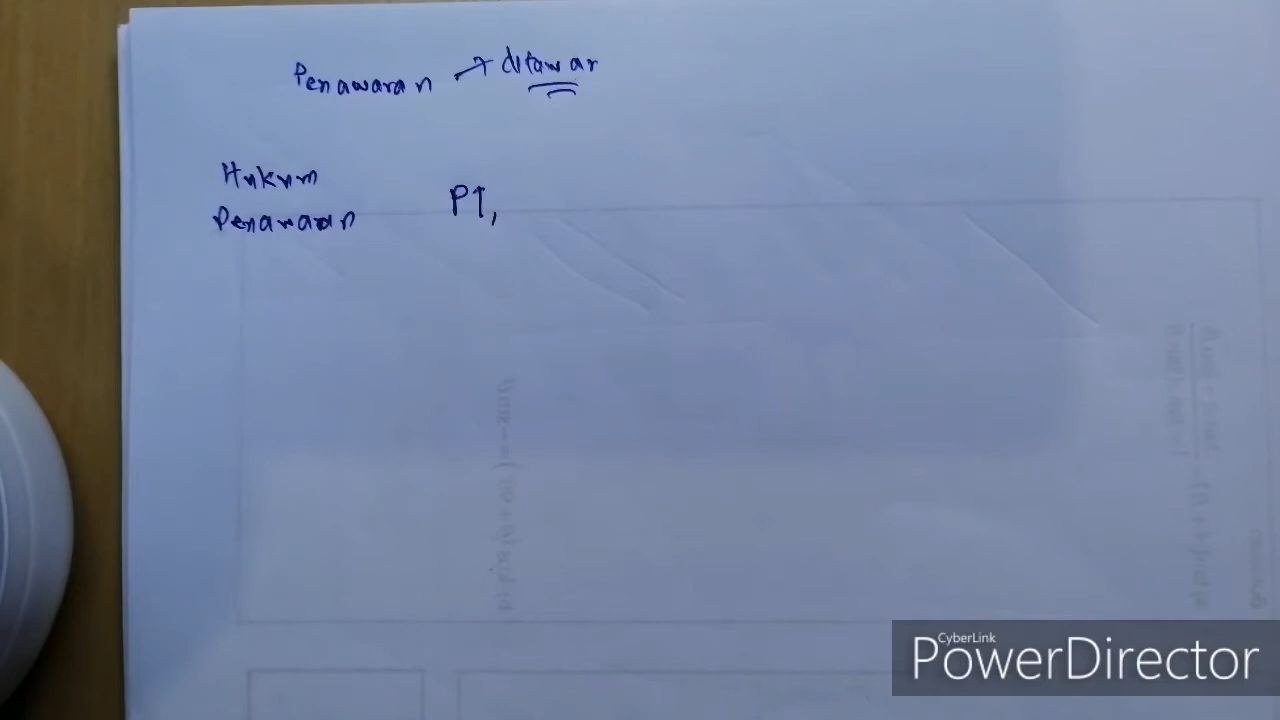 Penawaran → ditawar
Hukum
Penawaran
P↑,
CyberLink
PowerDirector